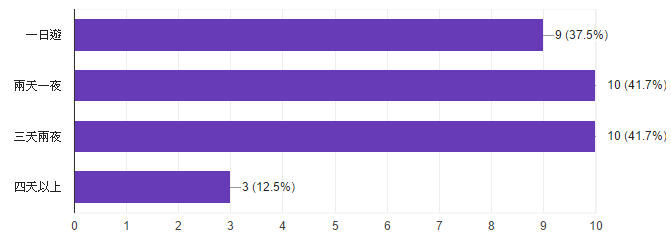 一日遊 9 (37.5%)
兩天一夜 10 (41.7%)
三天兩夜 10 (41.7%)
四天以上 3 (12.5%)
0 1 2 3 4 5 6 7 8 9 10